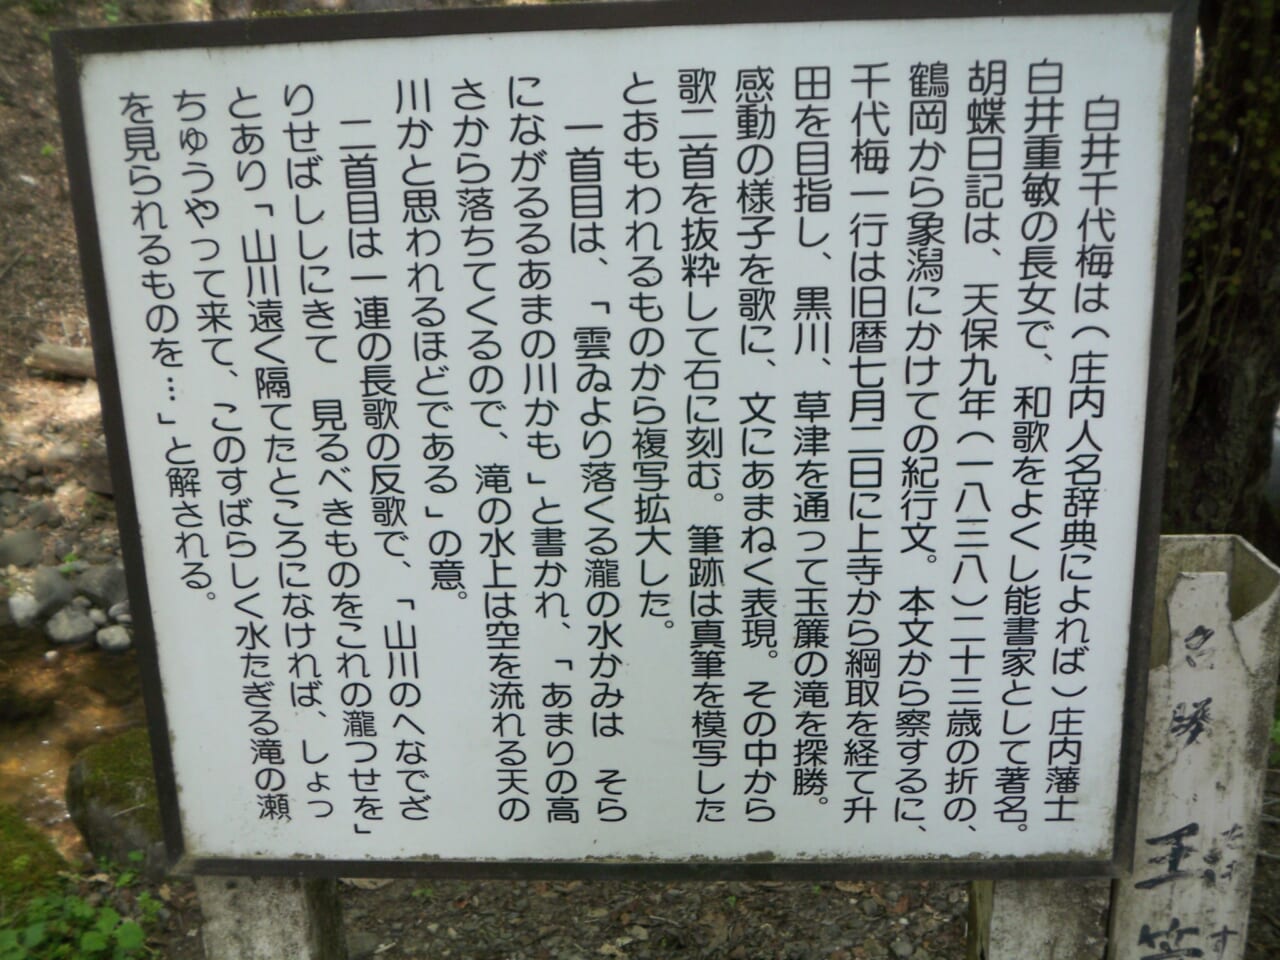 白井千代梅は（庄内人名辞典によれば）庄内藩士
白井重敏の長女で、和歌をよくし能書家として著名。
胡蝶日記は、天保九年（一八三八）二十三歳の折の、
鶴岡から象潟にかけての紀行文。本文から察するに、
千代梅一行は旧暦七月二日に上寺から綱取を経て升
田を目指し、黒川、草津を通って玉簾の滝を探勝。
感動の様子を歌に、文にあまねく表現。その中から
歌二首を抜粋して石に刻む。筆跡は真筆を模写した
とおもわれるものから複写拡大した。
一首目は、「雲ゐより落くる瀧の水かみは　そら
にながるるあまの川かも」と書かれ、「あまりの高
さから落ちてくるので、滝の水上は空を流れる天の
川かと思われるほどである」の意。
二首目は一連の長歌の反歌で、「山川のへなでざ
りせばししにきて　見るべきものをこれの瀧つせを」
とあり「山川遠く隔てたところになければ、しょっ
ちゅうやって来て、このすばらしく水たぎる滝の瀬
を見られるものを…」と解される。
名勝
玉